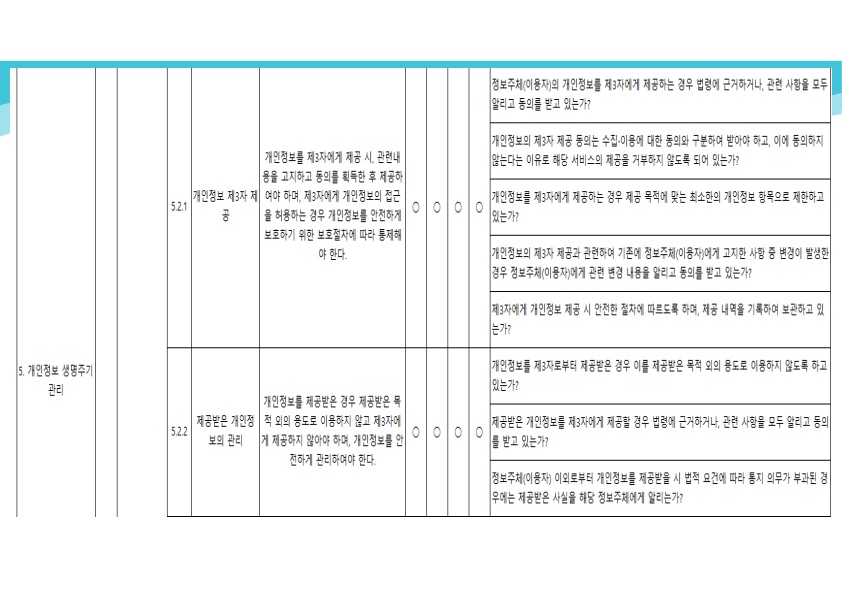 5. 개인정보 생명주기
관리
5.2.1
개인정보 제3자 제
공
개인정보를 제3자에게 제공 시, 관련내
용을 고지하고 동의를 획득한 후 제공하
여야 하며, 제3자에게 개인정보의 접근
을 허용하는 경우 개인정보를 안전하게
보호하기 위한 보호절차에 따라 통제해
야 한다.
○ ○ ○ ○
정보주체(이용자)의 개인정보를 제3자에게 제공하는 경우 법령에 근거하거나, 관련 사항을 모두
알리고 동의를 받고 있는가?
개인정보의 제3자 제공 동의는 수집·이용에 대한 동의와 구분하여 받아야 하고, 이에 동의하지
않는다는 이유로 해당 서비스의 제공을 거부하지 않도록 되어 있는가?
개인정보를 제3자에게 제공하는 경우 제공 목적에 맞는 최소한의 개인정보 항목으로 제한하고
있는가?
개인정보의 제3자 제공과 관련하여 기존에 정보주체(이용자)에게 고지한 사항 중 변경이 발생한
경우 정보주체(이용자)에게 관련 변경 내용을 알리고 동의를 받고 있는가?
제3자에게 개인정보 제공 시 안전한 절차에 따르도록 하며, 제공 내역을 기록하여 보관하고 있
는가?
5.2.2
제공받은 개인정
보의 관리
개인정보를 제공받은 경우 제공받은 목
적 외의 용도로 이용하지 않고 제3자에
게 제공하지 않아야 하며, 개인정보를 안
전하게 관리하여야 한다.
○ ○ ○ ○
개인정보를 제3자로부터 제공받은 경우 이를 제공받은 목적 외의 용도로 이용하지 않도록 하고
있는가?
제공받은 개인정보를 제3자에게 제공할 경우 법령에 근거하거나, 관련 사항을 모두 알리고 동의
를 받고 있는가?
정보주체(이용자) 이외로부터 개인정보를 제공받을 시 법적 요건에 따라 통지 의무가 부과된 경
우에는 제공받은 사실을 해당 정보주체에게 알리는가?